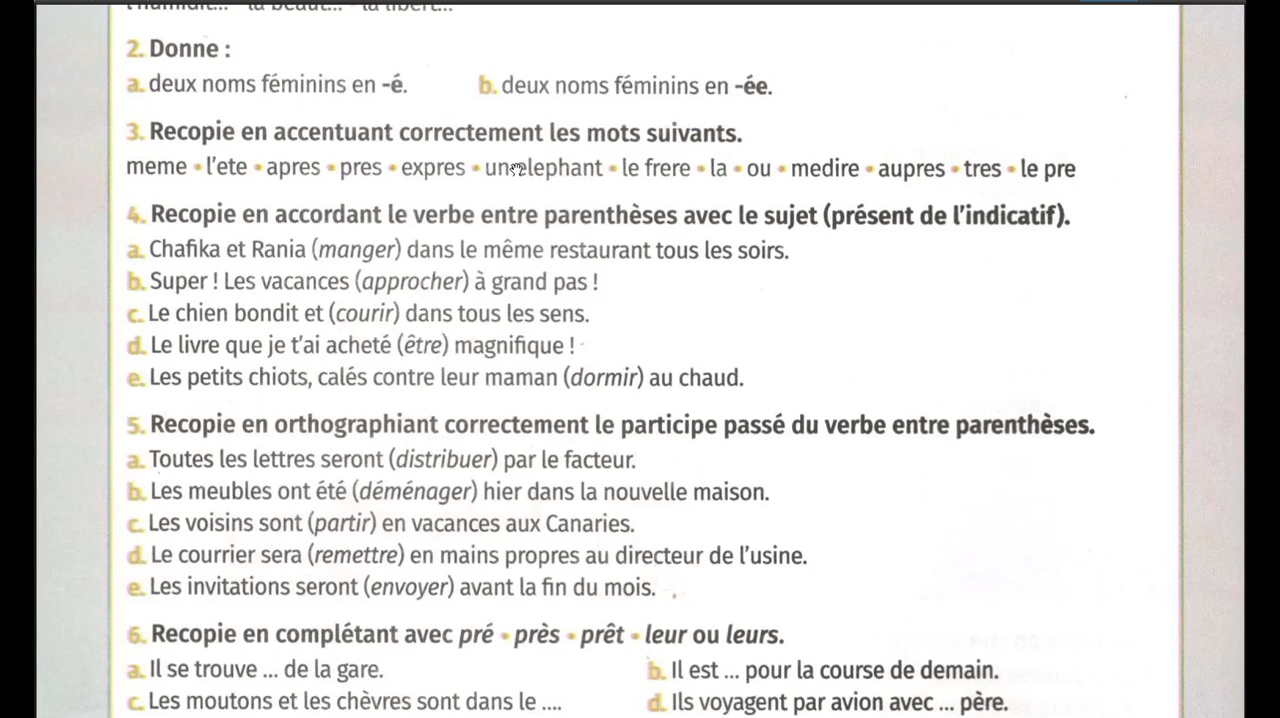 2. Donne :
a. deux noms féminins en -é. b. deux noms féminins en -ée.
3. Recopie en accentuant correctement les mots suivants.
meme • l'ete • apres • pres • expres • un elephant • le frere • la • ou • medire • aupres • tres • le pre
4. Recopie en accordant le verbe entre parenthèses avec le sujet (présent de l'indicatif).
a. Chafika et Rania (manger) dans le même restaurant tous les soirs.
b. Super ! Les vacances (approcher) à grand pas !
c. Le chien bondit et (courir) dans tous les sens.
d. Le livre que je t'ai acheté (être) magnifique !
e. Les petits chiots, calés contre leur maman (dormir) au chaud.
5. Recopie en orthographiant correctement le participe passé du verbe entre parenthèses.
a. Toutes les lettres seront (distribuer) par le facteur.
b. Les meubles ont été (déménager) hier dans la nouvelle maison.
c. Les voisins sont (partir) en vacances aux Canaries.
d. Le courrier sera (remettre) en mains propres au directeur de l'usine.
e. Les invitations seront (envoyer) avant la fin du mois.
6. Recopie en complétant avec pré • près • prêt • leur ou leurs.
a. Il se trouve ... de la gare. b. Il est ... pour la course de demain.
c. Les moutons et les chèvres sont dans le .... d. Ils voyagent par avion avec ... père.